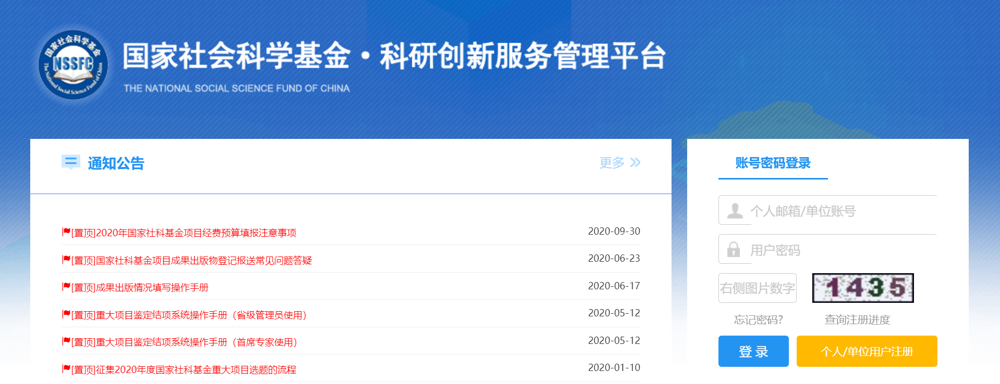 国家社会科学基金
NSSFC
The National Social Science Fund of China
国家社会科学基金·科研创新服务管理平台
THE NATIONAL SOCIAL SCIENCE FUND OF CHINA
通知公告
更多
[置顶]2020年国家社科基金项目经费预算填报注意事项 2020-09-30
[置顶]国家社科基金项目成果出版物登记报送常见问题答疑 2020-06-23
[置顶]成果出版情况填写操作手册 2020-06-17
[置顶]重大项目鉴定结项系统操作手册（省级管理员使用） 2020-05-12
[置顶]重大项目鉴定结项系统操作手册（首席专家使用） 2020-05-12
[置顶]征集2020年度国家社科基金重大项目选题的流程 2020-01-10
账号密码登录
个人邮箱/单位账号
用户密码
右侧图片数字 1435
忘记密码? 查询注册进度
登录 个人/单位用户注册